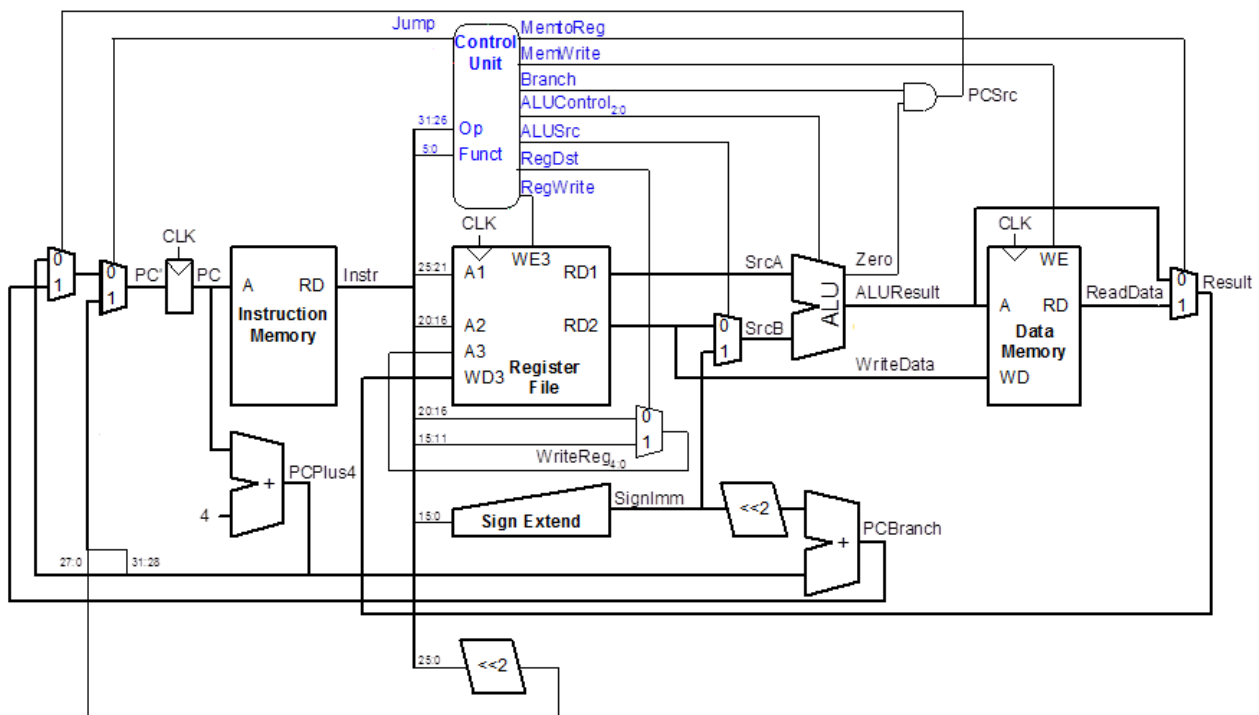 Jump
Control
Unit
MemtoReg
MemWrite
Branch
ALUControl2:0
ALUSrc
RegDst
RegWrite
PCSrc
31:26
Op
5:0
Funct
CLK
0
1
0
1
PC'
CLK
PC
A
RD
Instruction
Memory
Instr
25:21
A1
WE3
RD1
20:16
A2
RD2
A3
WD3
Register
File
SrcA
0
1
SrcB
ALU
Zero
ALUResult
WriteData
CLK
WE
A
RD
Data
Memory
WD
ReadData
0
1
Result
20:16
15:11
0
1
WriteReg4:0
PCPlus4
+
4
15:0
Sign Extend
SignImm
<<2
+
PCBranch
27:0
31:28
25:0
<<2